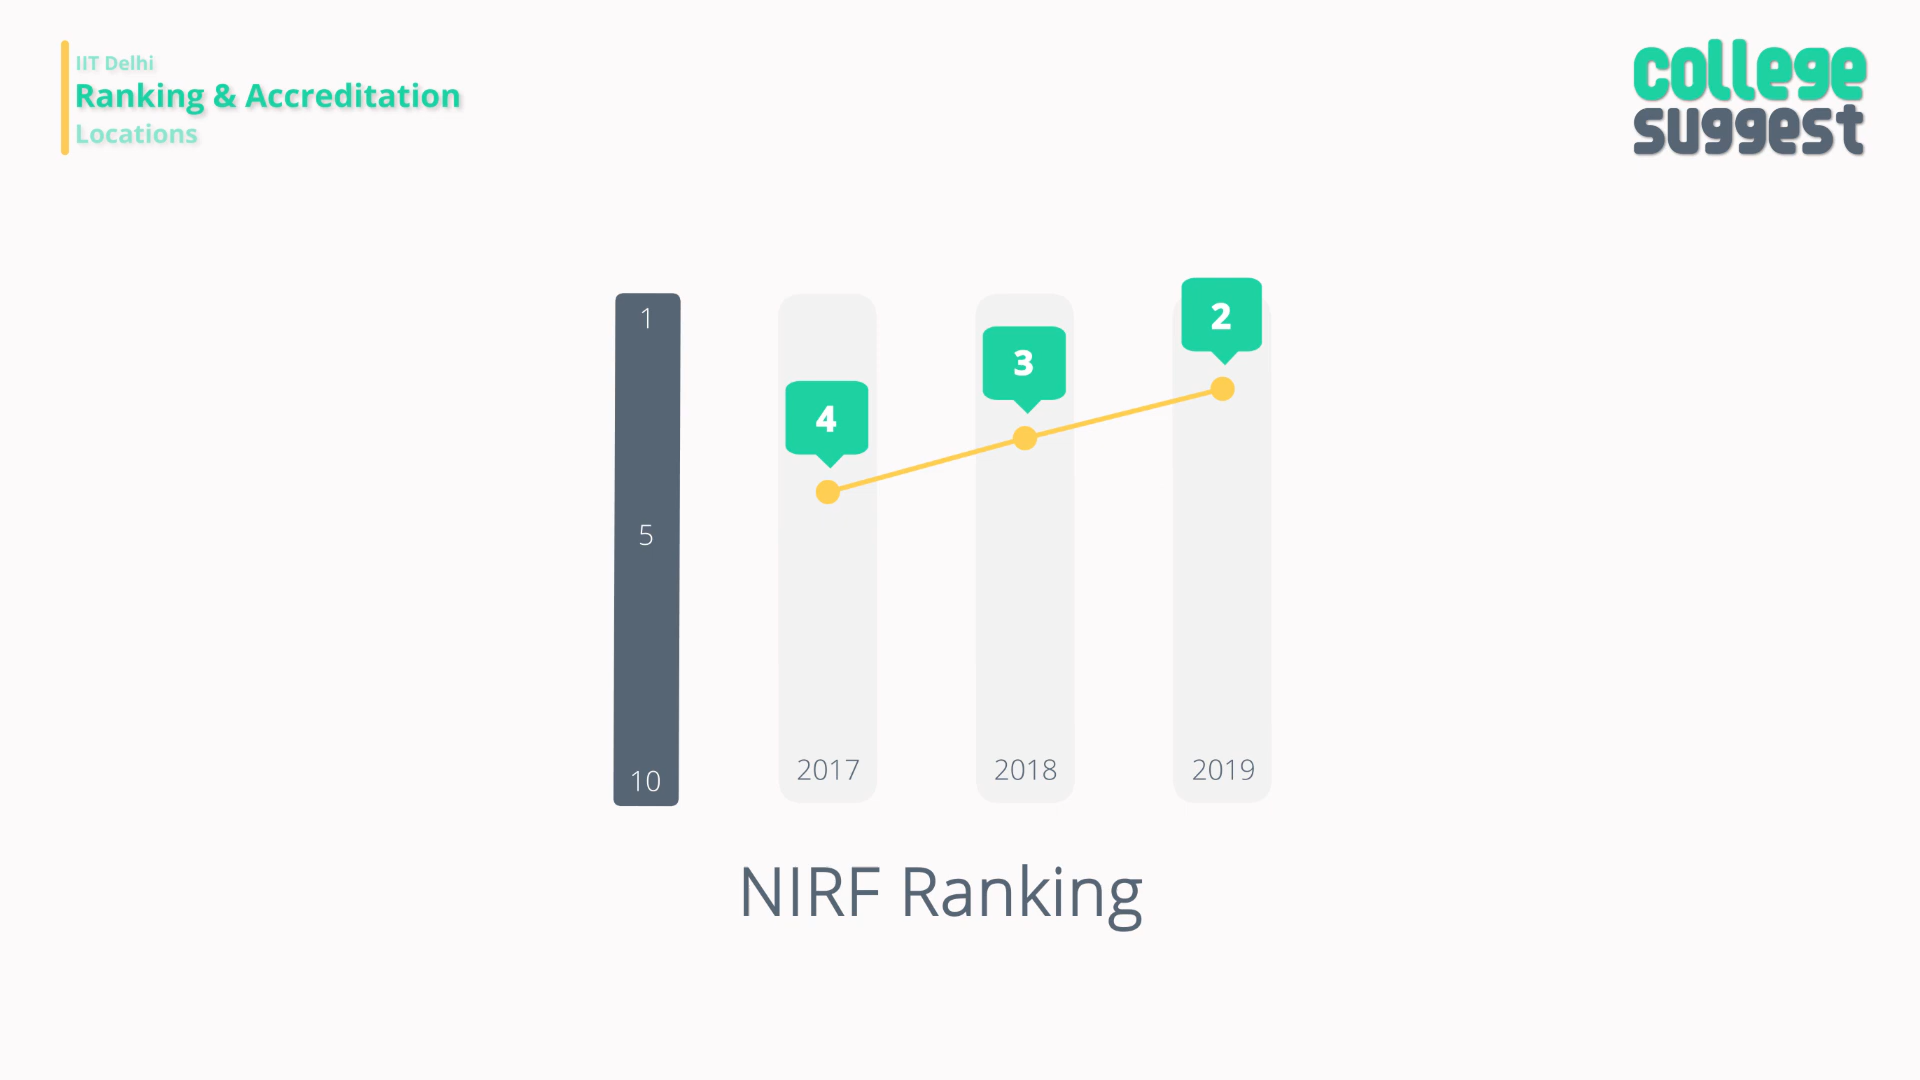 IIT Delhi
Ranking & Accreditation
Locations
college
suggest
1
5
10
4
3
2
2017
2018
2019
NIRF Ranking